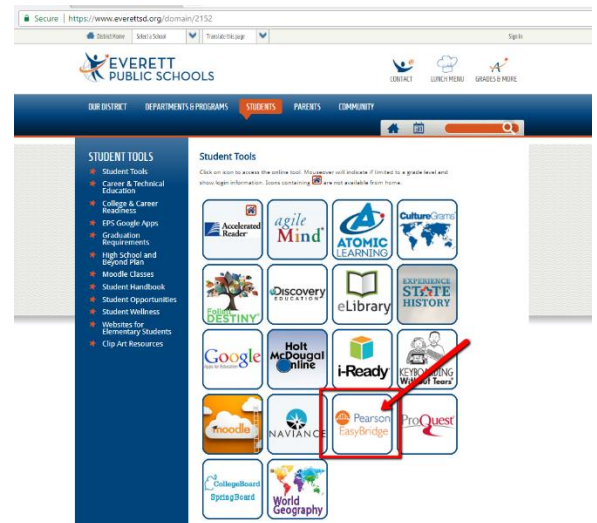 Secure | https://www.everettsd.org/domain/2152
District Home Select a School Translate this page Sign In
EVERETT
PUBLIC SCHOOLS
CONTACT LUNCH MENU GRADES & MORE
OUR DISTRICT DEPARTMENTS & PROGRAMS STUDENTS PARENTS COMMUNITY
STUDENT TOOLS
Student Tools
Career & Technical
Education
College & Career
Readiness
EPS Google Apps
Graduation
Requirements
High School and
Beyond Plan
Moodle Classes
Student Handbook
Student Opportunities
Student Wellness
Websites for
Elementary Students
Clip Art Resources
Student Tools
Click on icon to access the online tool. Mouseover will indicate if limited to a grade level and
show login information. Icons containing are not available from home.
Accelerated
Reader
agile
Mind
ATOMIC
LEARNING
CultureGrams
Follett
DESTINY
Discovery
EDUCATION
eLibrary
EXPERIENCE
STATE
HISTORY
Google
Apps for Education
Holt
McDougal
Online
i-Ready
KEYBOARDING
Without Tears
moodle
NAVIANCE
Pearson
EasyBridge
ProQuest
CollegeBoard
SpringBoard
World
Geography